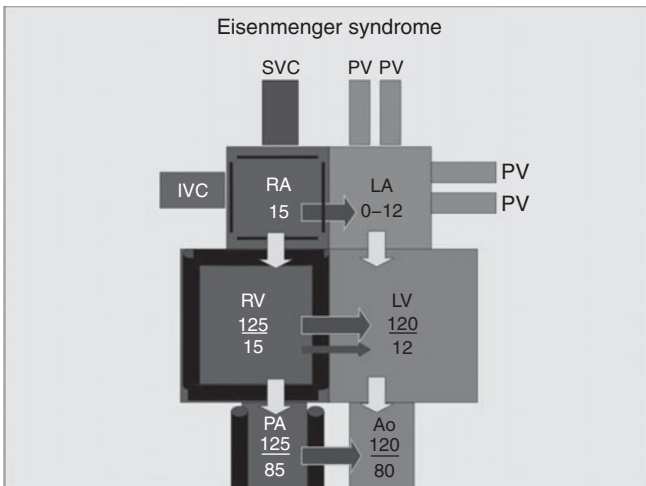 Eisenmenger syndrome
SVC PV PV
IVC
RA
15
LA
0–12
PV
PV
RV
125
15
LV
120
12
PA
125
85
Ao
120
80